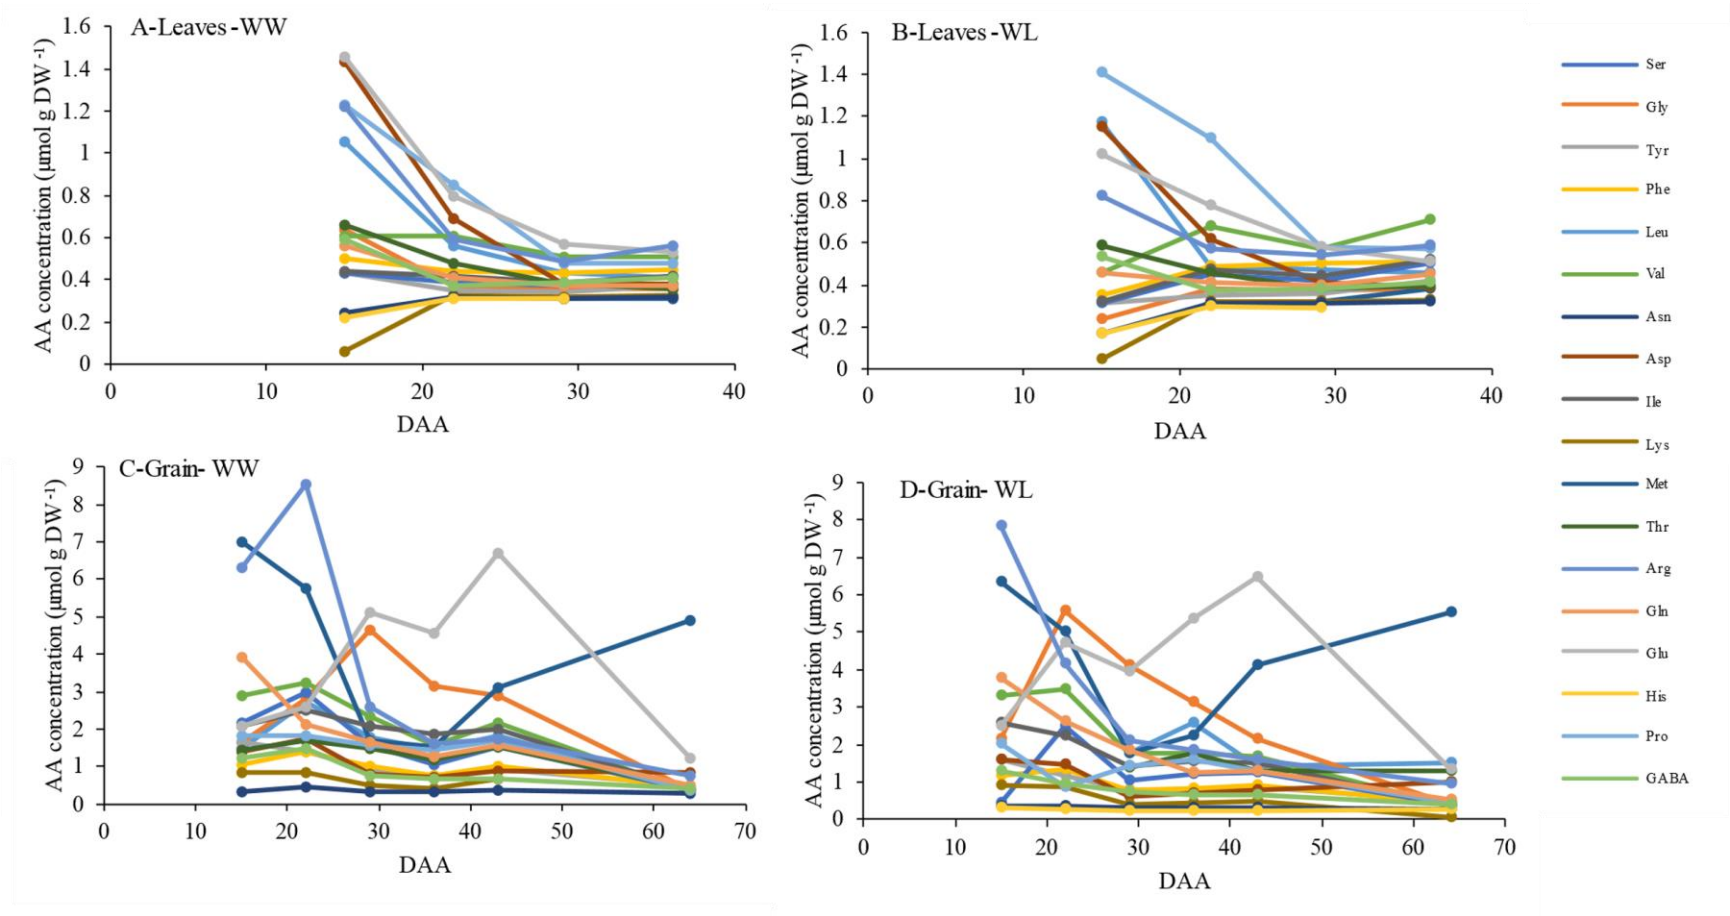 A-Leaves -WW
AA concentration (µmol g DW⁻¹)
1.6
1.4
1.2
1
0.8
0.6
0.4
0.2
0
0 10 20 30 40
DAA
B-Leaves -WL
AA concentration (µmol g DW⁻¹)
1.6
1.4
1.2
1
0.8
0.6
0.4
0.2
0
0 10 20 30 40
DAA
C-Grain- WW
AA concentration (µmol g DW⁻¹)
9
8
7
6
5
4
3
2
1
0
0 10 20 30 40 50 60 70
DAA
D-Grain- WL
AA concentration (µmol g DW⁻¹)
9
8
7
6
5
4
3
2
1
0
0 10 20 30 40 50 60 70
DAA
Ser
Gly
Tyr
Phe
Leu
Val
Asn
Asp
Ile
Lys
Met
Thr
Arg
Gln
Glu
His
Pro
GABA